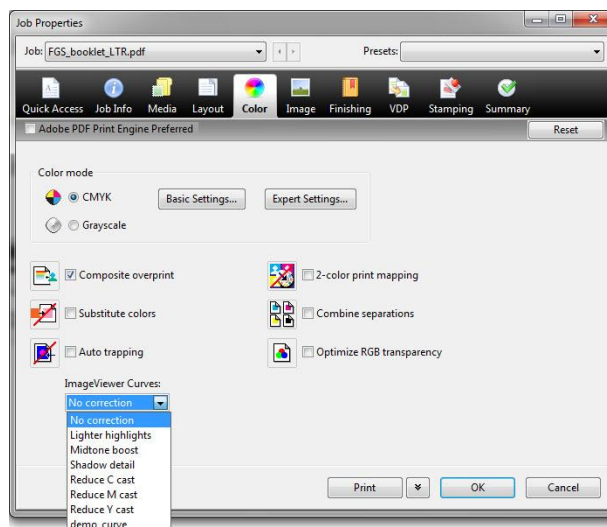 Job Properties
Job: FGS_booklet_LTR.pdf Presets:
Quick Access Job Info Media Layout Color Image Finishing VDP Stamping Summary
Adobe PDF Print Engine Preferred Reset
Color mode
CMYK Basic Settings... Expert Settings...
Grayscale
Composite overprint 2-color print mapping
Substitute colors Combine separations
Auto trapping Optimize RGB transparency
ImageViewer Curves:
No correction
No correction
Lighter highlights
Midtone boost
Shadow detail
Reduce C cast
Reduce M cast
Reduce Y cast
demo_curve
Print OK Cancel